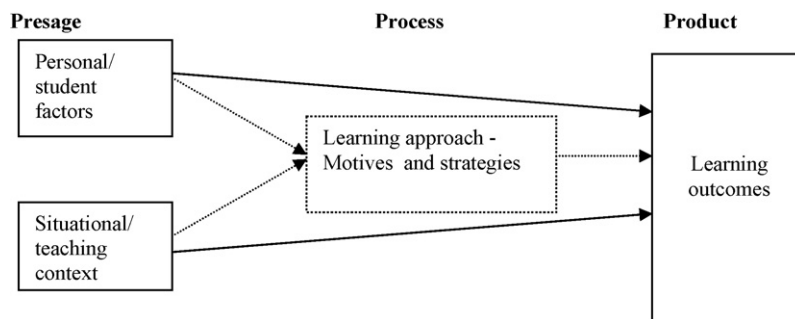 Presage
Process
Product
Personal/
student
factors
Learning approach -
Motives and strategies
Situational/
teaching
context
Learning
outcomes